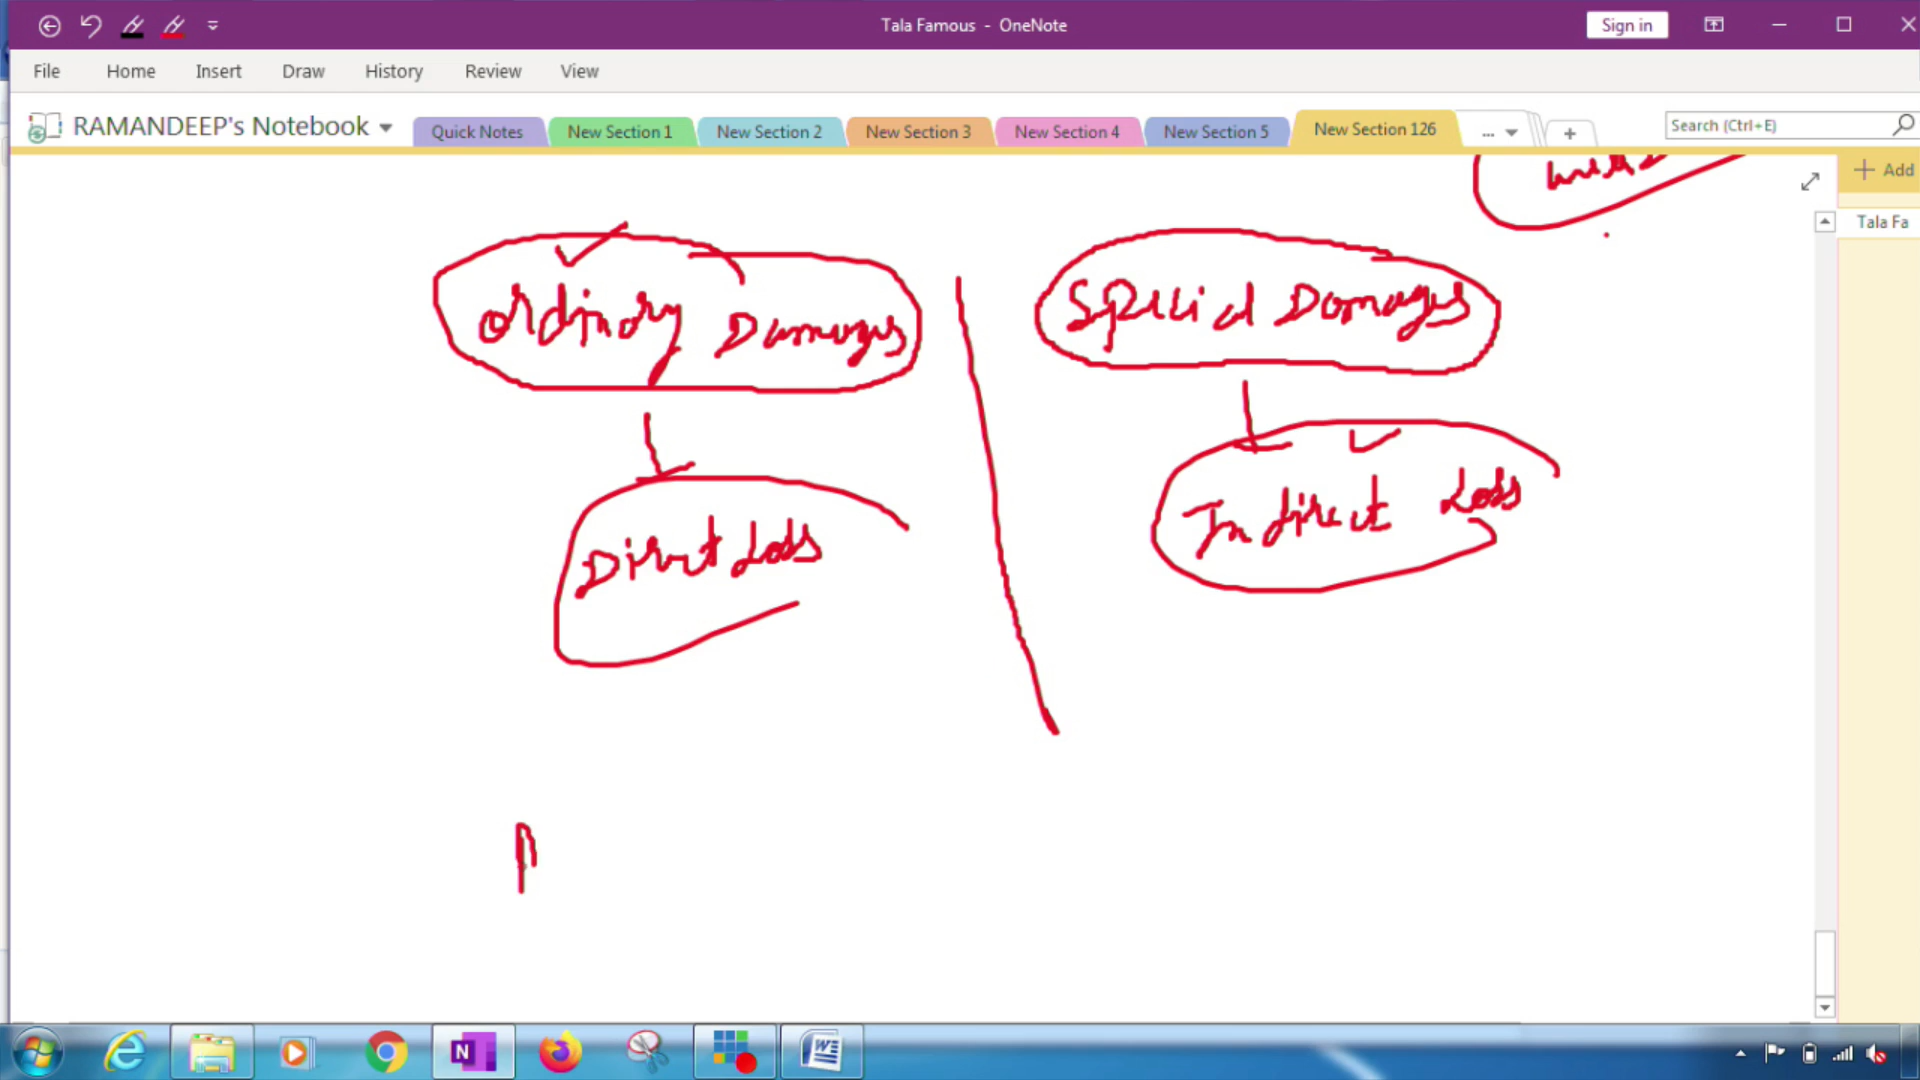 Tala Famous - OneNote
Sign in
File Home Insert Draw History Review View
RAMANDEEP's Notebook
Quick Notes
New Section 1
New Section 2
New Section 3
New Section 4
New Section 5
New Section 126
...
Search (Ctrl+E)
Add
Tala Fa
Ordinary Damages
Special Damages
Direct Loss
Indirect Loss